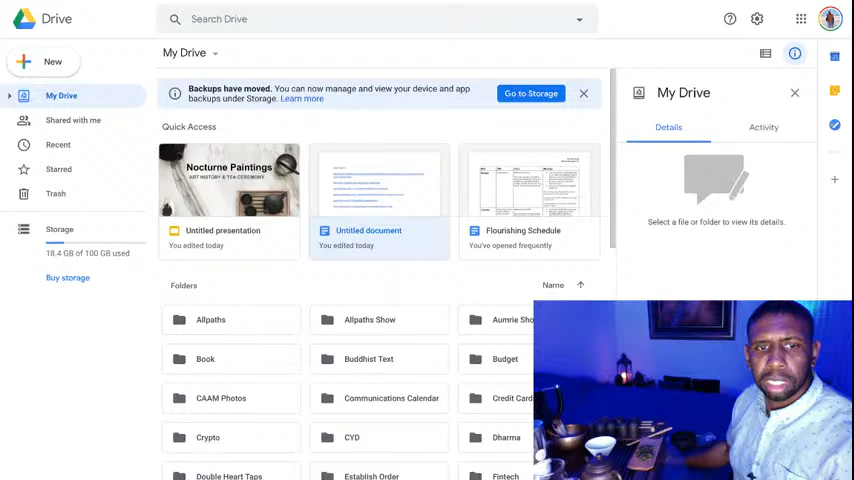 Drive
Search Drive
New
My Drive
Backups have moved. You can now manage and view your device and app
backups under Storage. Learn more
Go to Storage
My Drive
My Drive
Shared with me
Recent
Starred
Trash
Storage
18.4 GB of 100 GB used
Buy storage
Quick Access
Nocturne Paintings
ART HISTORY & TEA CEREMONY
Untitled presentation
You edited today
Untitled document
You edited today
Flourishing Schedule
You've opened frequently
Details
Activity
Select a file or folder to view its details.
Folders
Name
Allpaths
Allpaths Show
Aumrie Sho
Book
Buddhist Text
Budget
CAAM Photos
Communications Calendar
Credit Card
Crypto
CYD
Dharma
Double Heart Taps
Establish Order
Fintech